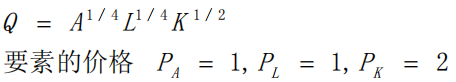 Q = A^{1/4}L^{1/4}K^{1/2}
要素的价格 P_A = 1, P_L = 1, P_K = 2